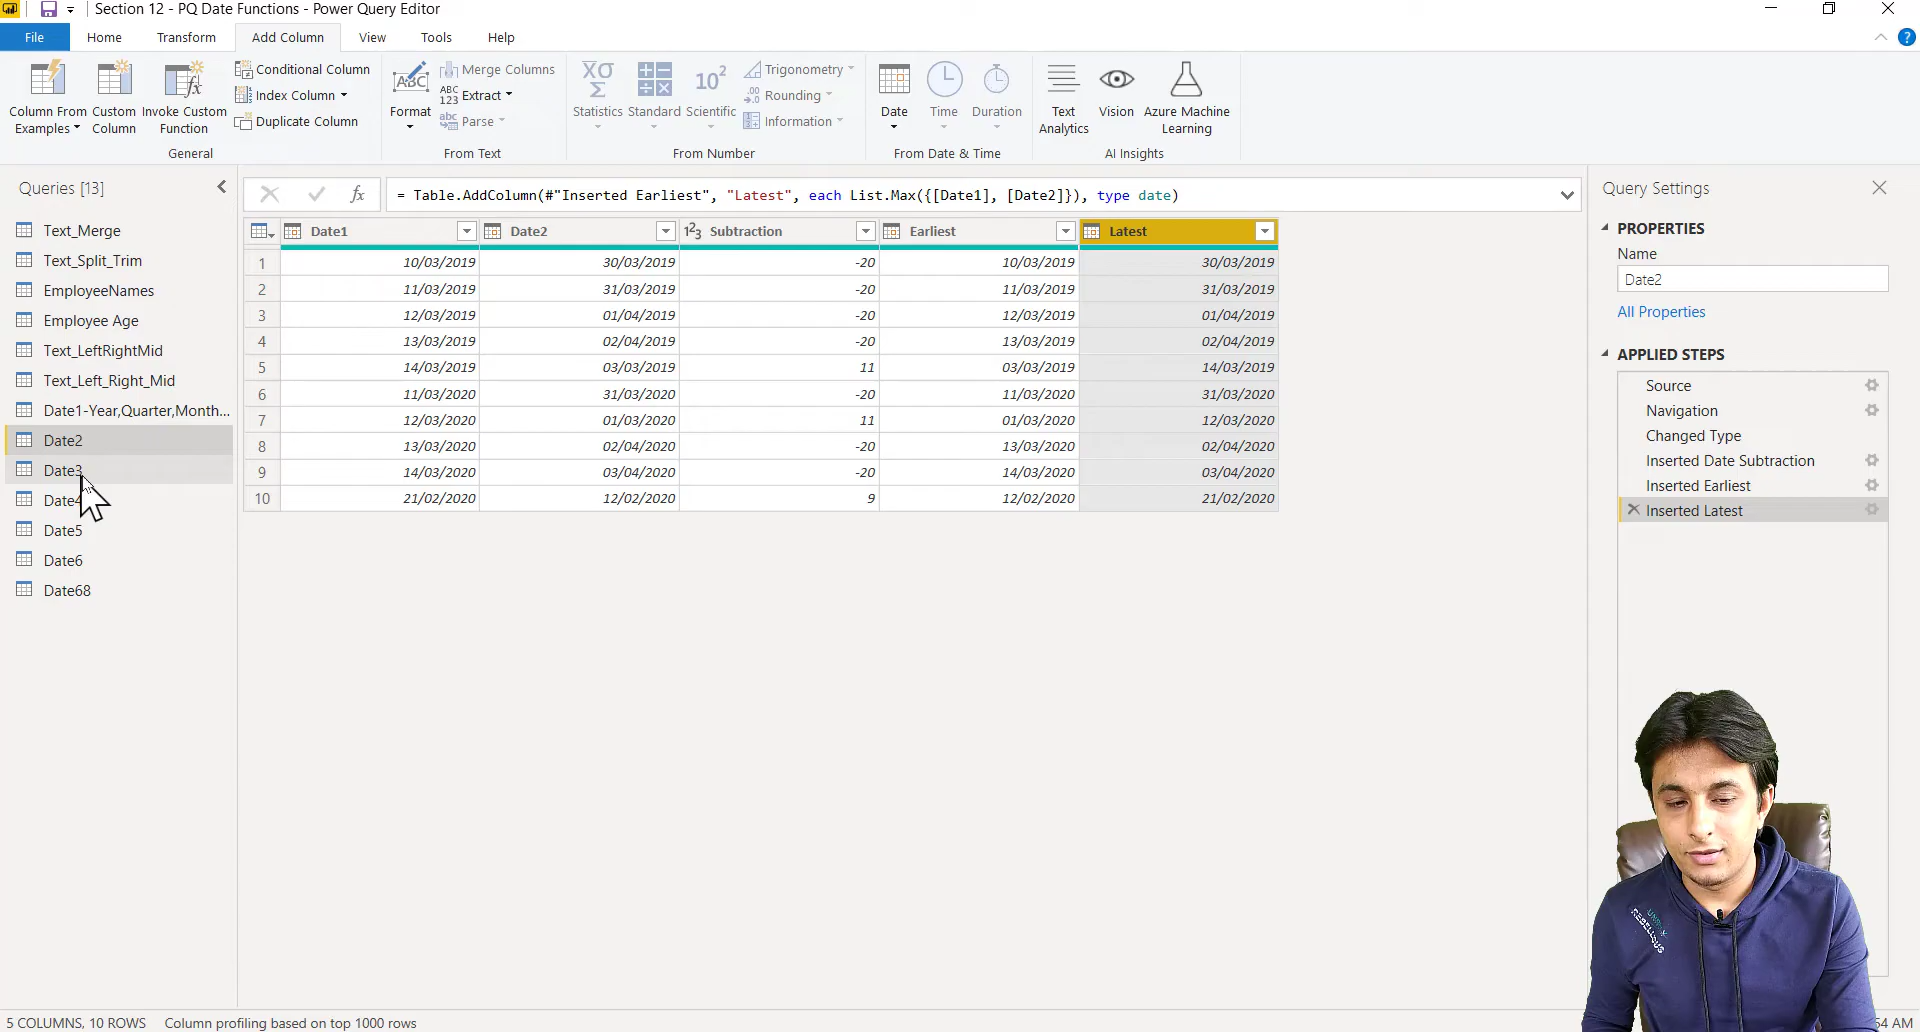 Section 12 - PQ Date Functions - Power Query Editor
File Home Transform Add Column View Tools Help
Column From Examples
Custom Column
Invoke Custom Function
Conditional Column
Index Column
Duplicate Column
General
ABC
Format
Merge Columns
ABC 123 Extract
abc Parse
From Text
XΣ Statistics
Standard
10² Scientific
Trigonometry
.00 Rounding
Information
From Number
Date
Time
Duration
From Date & Time
Text Analytics
Vision
Azure Machine Learning
AI Insights
Queries [13]
Text_Merge
Text_Split_Trim
EmployeeNames
Employee Age
Text_LeftRightMid
Text_Left_Right_Mid
Date1-Year,Quarter,Month...
Date2
Date3
Date4
Date5
Date6
Date68
fx = Table.AddColumn(#"Inserted Earliest", "Latest", each List.Max({[Date1], [Date2]}), type date)
Date1 Date2 1²3 Subtraction Earliest Latest
1 10/03/2019 30/03/2019 -20 10/03/2019 30/03/2019
2 11/03/2019 31/03/2019 -20 11/03/2019 31/03/2019
3 12/03/2019 01/04/2019 -20 12/03/2019 01/04/2019
4 13/03/2019 02/04/2019 -20 13/03/2019 02/04/2019
5 14/03/2019 03/03/2019 11 03/03/2019 14/03/2019
6 11/03/2020 31/03/2020 -20 11/03/2020 31/03/2020
7 12/03/2020 01/03/2020 11 01/03/2020 12/03/2020
8 13/03/2020 02/04/2020 -20 13/03/2020 02/04/2020
9 14/03/2020 03/04/2020 -20 14/03/2020 03/04/2020
10 21/02/2020 12/02/2020 9 12/02/2020 21/02/2020
Query Settings
PROPERTIES
Name
Date2
All Properties
APPLIED STEPS
Source
Navigation
Changed Type
Inserted Date Subtraction
Inserted Earliest
Inserted Latest
REBELLIOUS
5 COLUMNS, 10 ROWS Column profiling based on top 1000 rows
54 AM